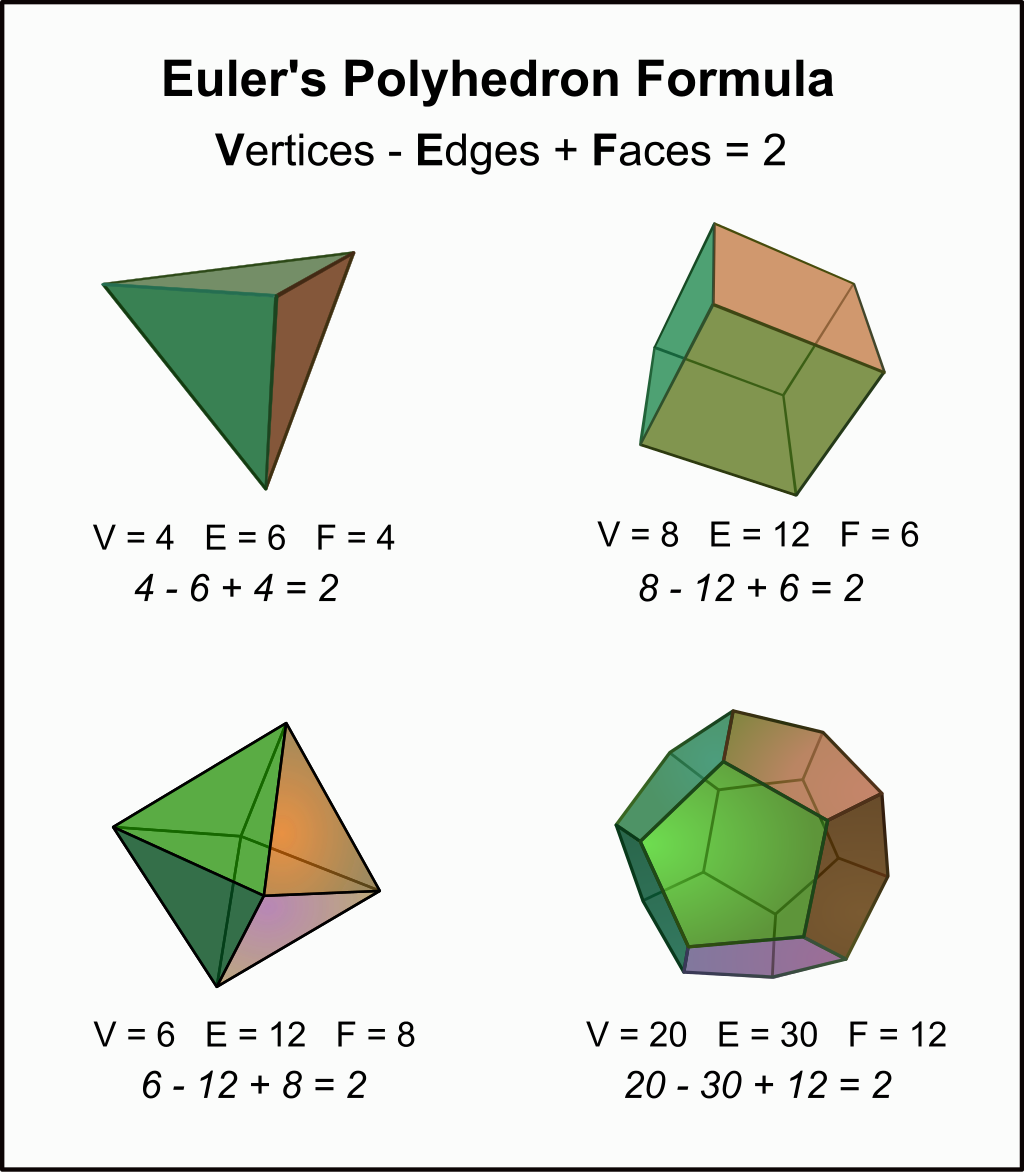 Euler's Polyhedron Formula
Vertices - Edges + Faces = 2
V = 4 E = 6 F = 4
4 - 6 + 4 = 2
V = 8 E = 12 F = 6
8 - 12 + 6 = 2
V = 6 E = 12 F = 8
6 - 12 + 8 = 2
V = 20 E = 30 F = 12
20 - 30 + 12 = 2